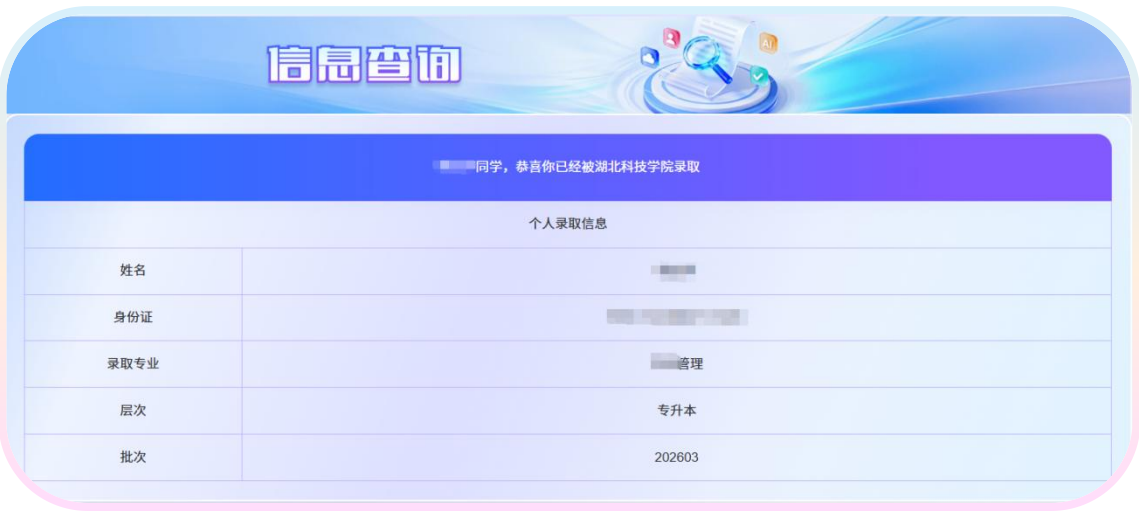 信息查询
AI
同学，恭喜你已经被湖北科技学院录取
个人录取信息
姓名
身份证
录取专业 管理
层次 专升本
批次 202603